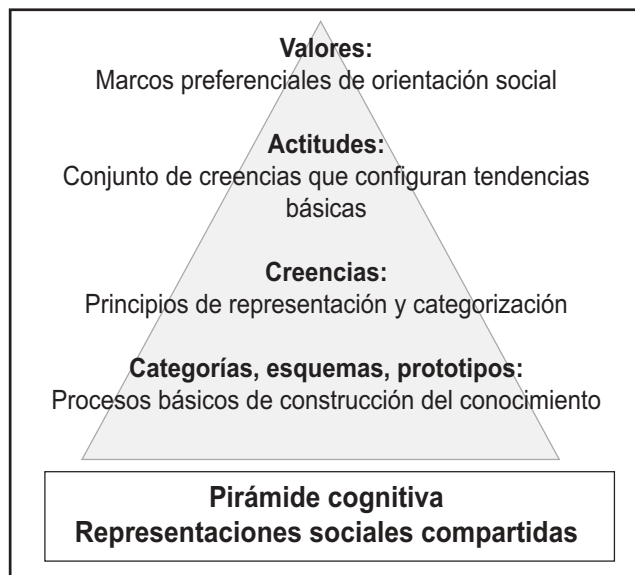 Valores:
Marcos preferenciales de orientación social
Actitudes:
Conjunto de creencias que configuran tendencias
básicas
Creencias:
Principios de representación y categorización
Categorías, esquemas, prototipos:
Procesos básicos de construcción del conocimiento
Pirámide cognitiva
Representaciones sociales compartidas